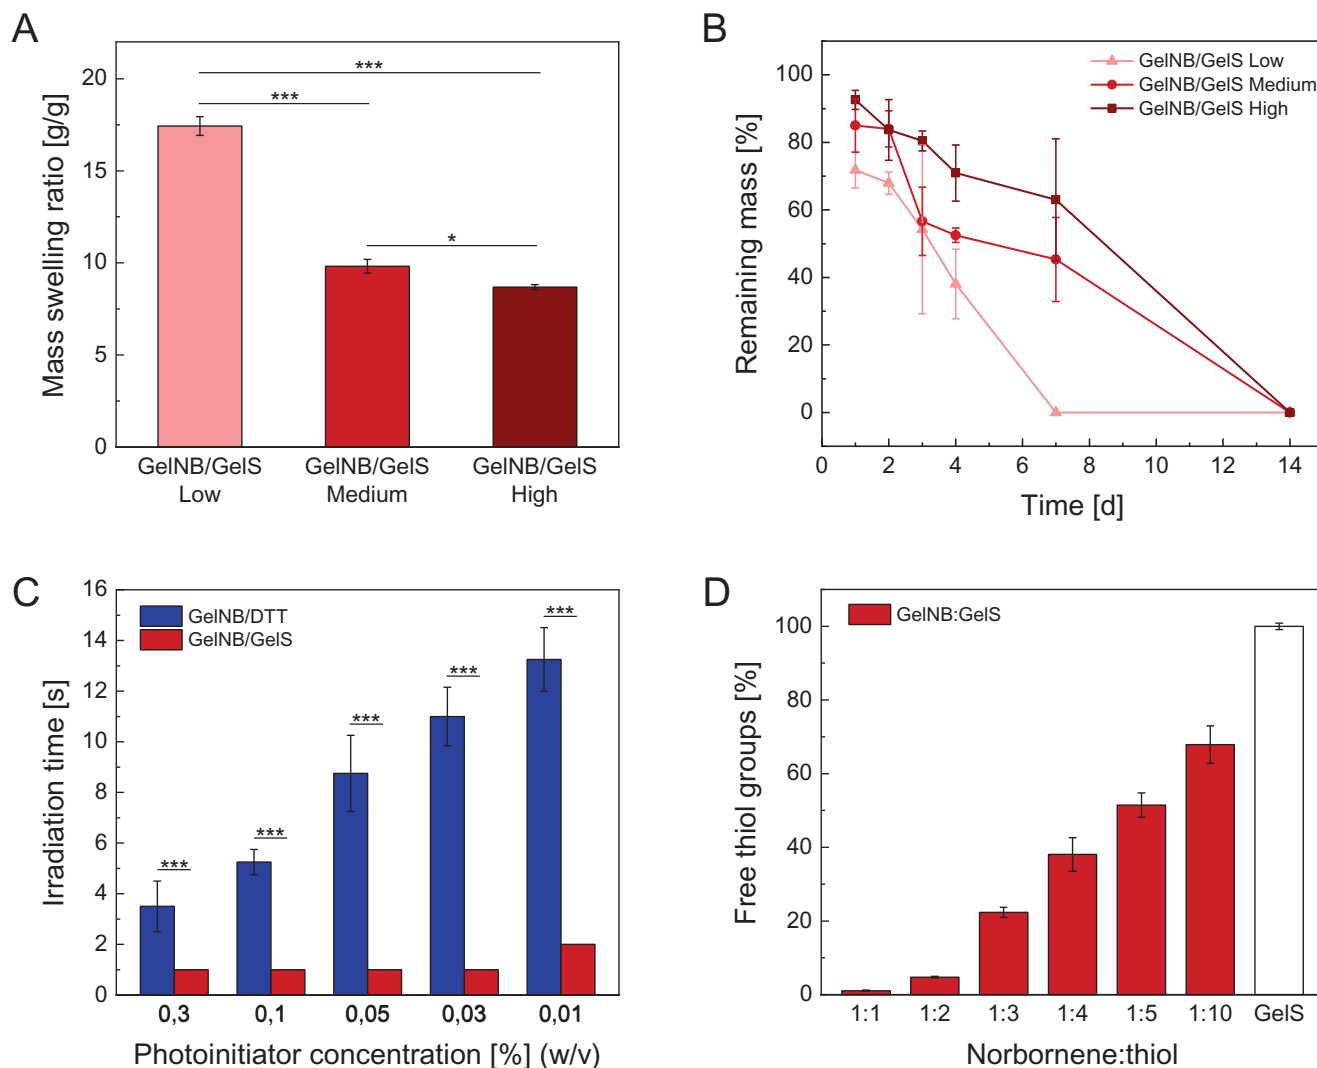 A
Mass swelling ratio [g/g]
20
15
10
5
0
***
***
*
GelNB/GelS
Low
GelNB/GelS
Medium
GelNB/GelS
High
B
Remaining mass [%]
100
80
60
40
20
0
GelNB/GelS Low
GelNB/GelS Medium
GelNB/GelS High
0 2 4 6 8 10 12 14
Time [d]
C
Irradiation time [s]
16
14
12
10
8
6
4
2
0
GelNB/DTT
GelNB/GelS
***
***
***
***
***
0,3 0,1 0,05 0,03 0,01
Photoinitiator concentration [%] (w/v)
D
Free thiol groups [%]
100
80
60
40
20
0
GelNB:GelS
1:1 1:2 1:3 1:4 1:5 1:10 GelS
Norbornene:thiol